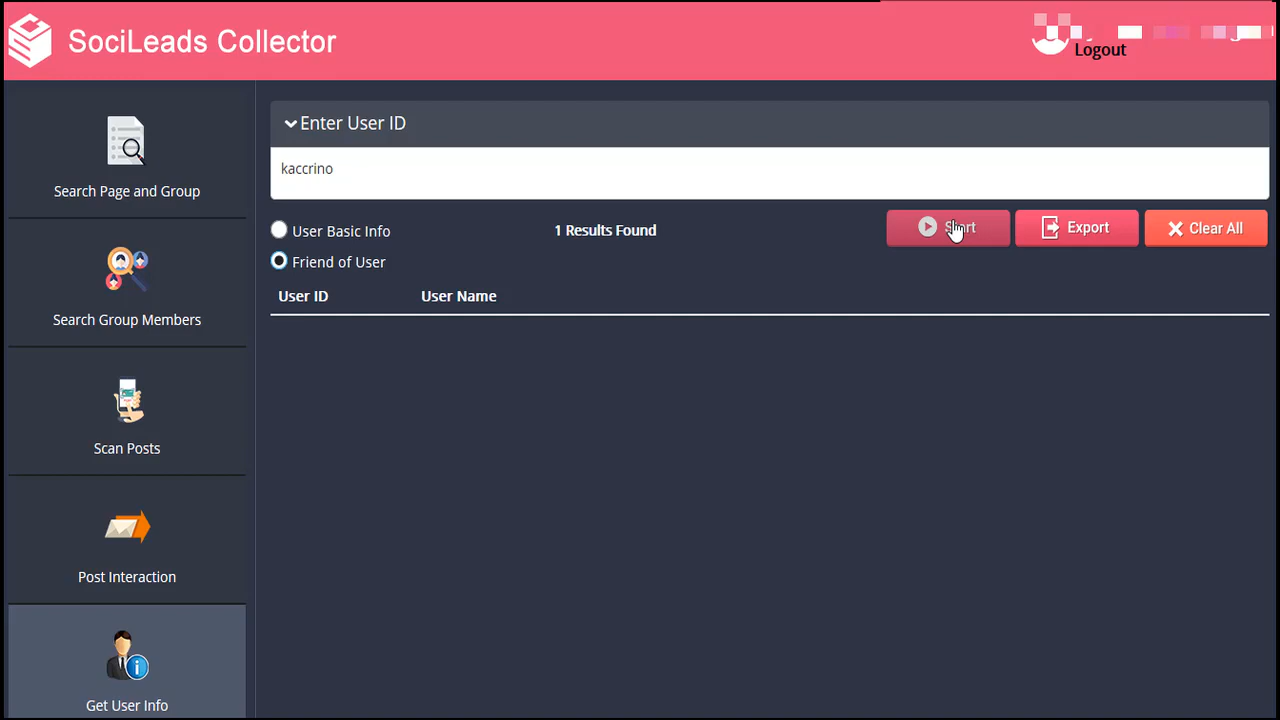 SociLeads Collector
Logout
Search Page and Group
Search Group Members
Scan Posts
Post Interaction
Get User Info
Enter User ID
kaccrino
User Basic Info
1 Results Found
Start
Export
Clear All
Friend of User
User ID
User Name